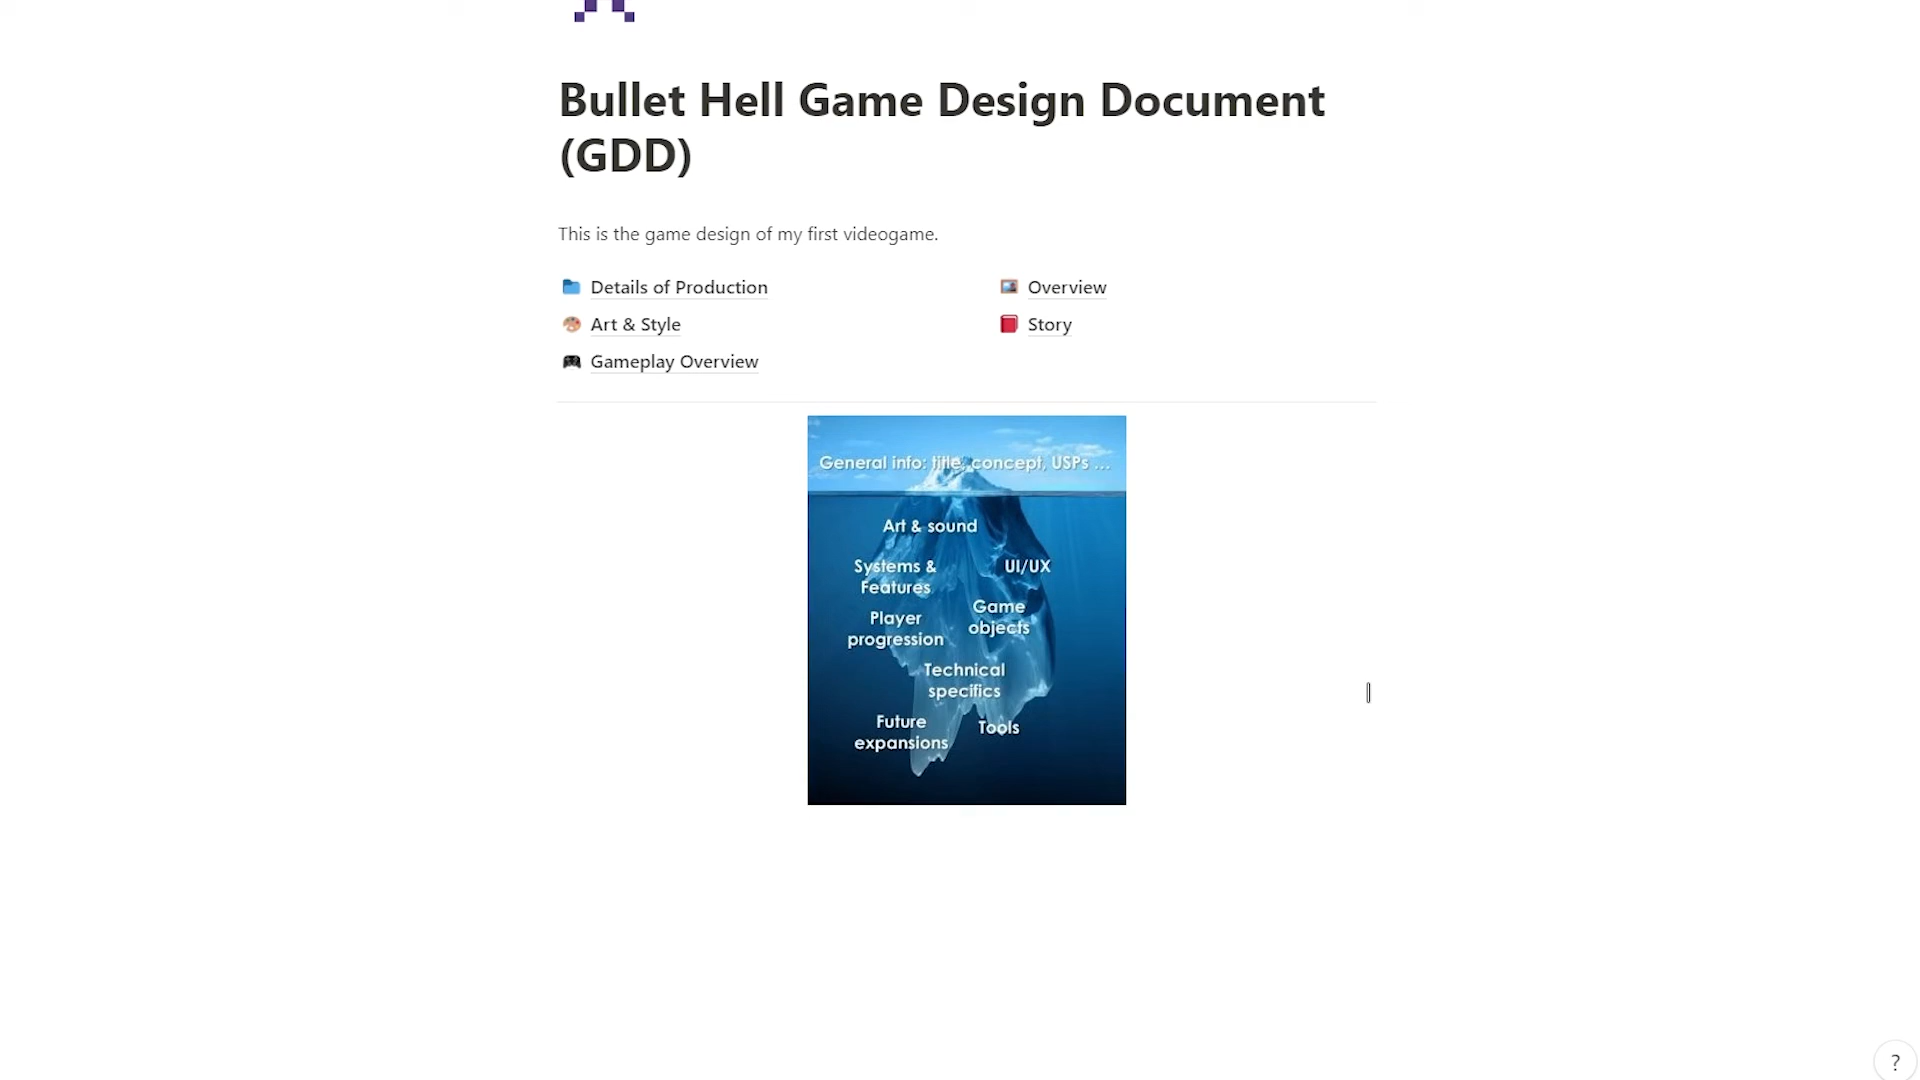 Bullet Hell Game Design Document
(GDD)
This is the game design of my first videogame.
Details of Production
Overview
Art & Style
Story
Gameplay Overview
General info: title, concept, USPs ...
Art & sound
Systems &
Features
UI/UX
Player
progression
Game
objects
Technical
specifics
Future
expansions
Tools
?